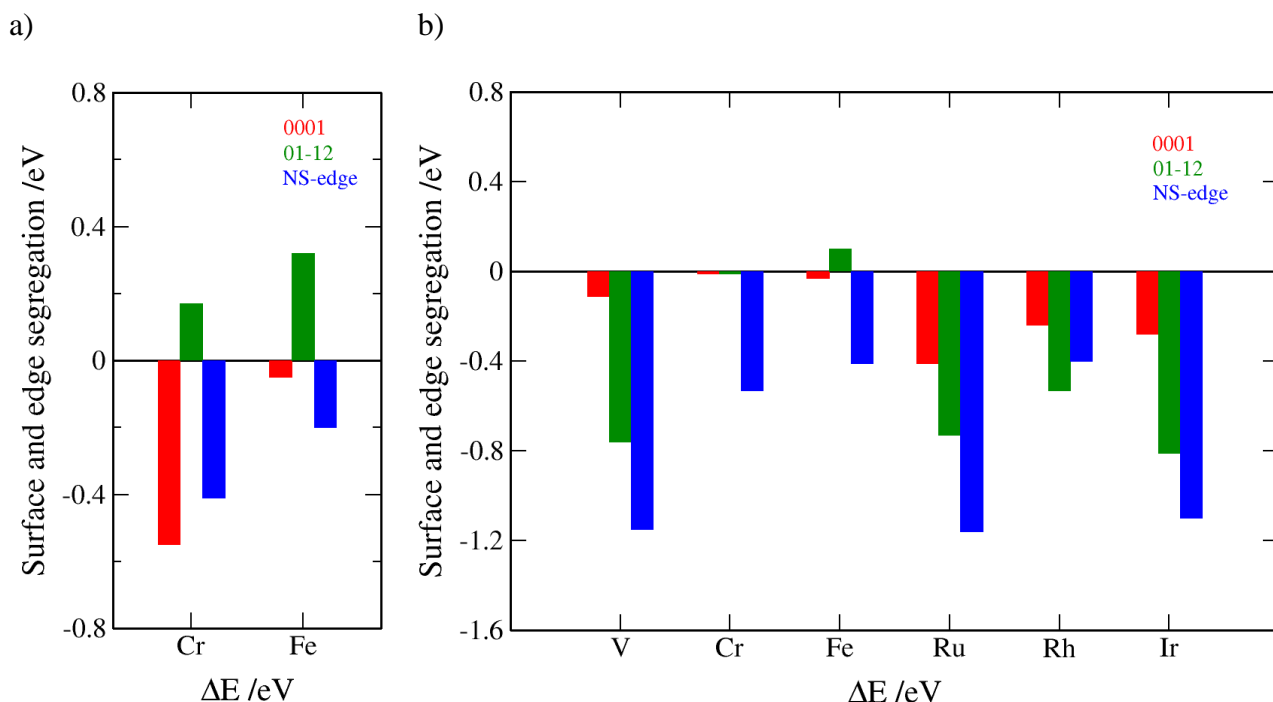 a)
Surface and edge segregation /eV
0.8
0.4
0
-0.4
-0.8
0001
01-12
NS-edge
Cr
Fe
ΔE /eV
b)
Surface and edge segregation /eV
0.8
0.4
0
-0.4
-0.8
-1.2
-1.6
0001
01-12
NS-edge
V
Cr
Fe
Ru
Rh
Ir
ΔE /eV